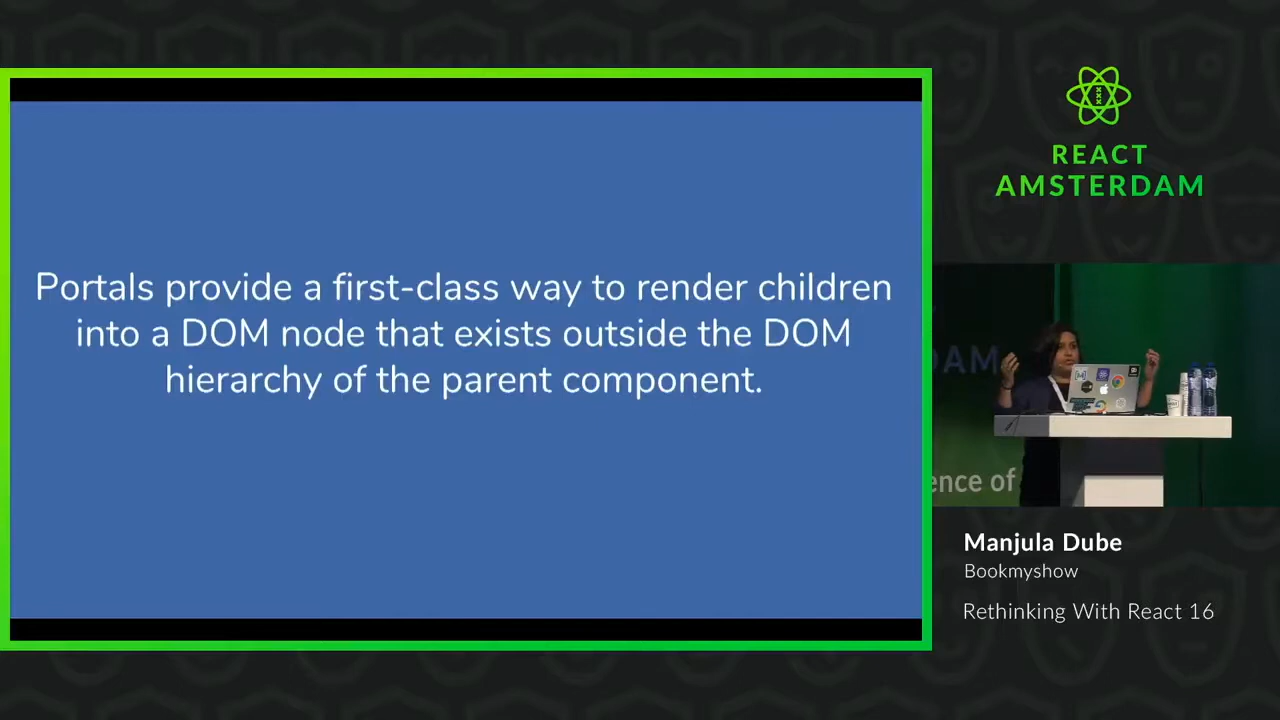 Portals provide a first-class way to render children
into a DOM node that exists outside the DOM
hierarchy of the parent component.
REACT
AMSTERDAM
DAM
ence of
Manjula Dube
Bookmyshow
Rethinking With React 16